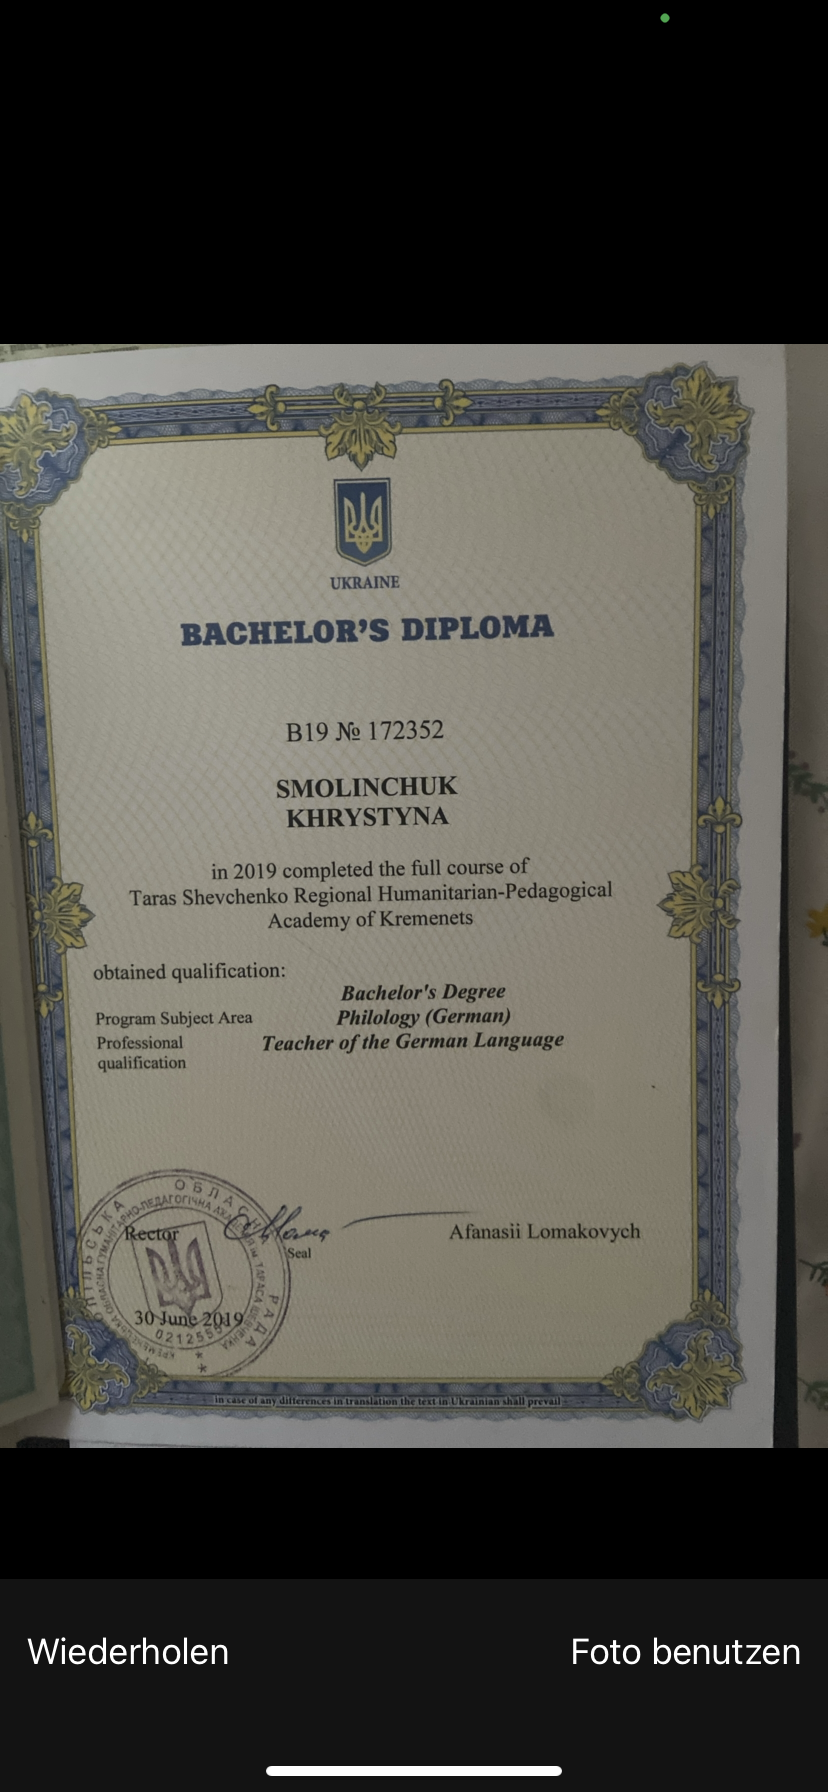 UKRAINE
BACHELOR'S DIPLOMA
B19 № 172352
SMOLINCHUK
KHRYSTYNA
in 2019 completed the full course of
Taras Shevchenko Regional Humanitarian-Pedagogical
Academy of Kremenets
obtained qualification:
Bachelor's Degree
Program Subject Area Philology (German)
Professional Teacher of the German Language
qualification
ОБЛАСНА РАДА
Rector
Afanasii Lomakovych
Seal
30 June 2019
In case of any differences in translation the text in Ukrainian shall prevail
Wiederholen Foto benutzen